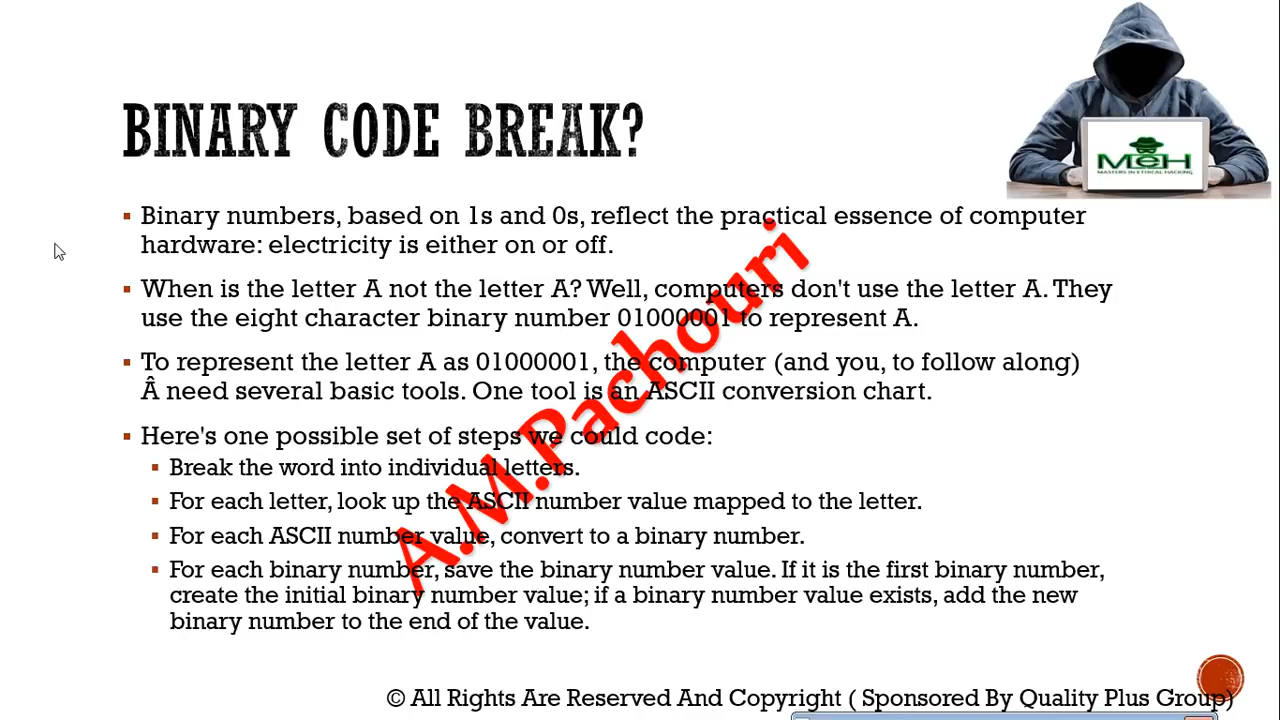 BINARY CODE BREAK?
MEH
MASTERS IN ETHICAL HACKING
▪ Binary numbers, based on 1s and 0s, reflect the practical essence of computer
hardware: electricity is either on or off.
▪ When is the letter A not the letter A? Well, computers don't use the letter A. They
use the eight character binary number 01000001 to represent A.
▪ To represent the letter A as 01000001, the computer (and you, to follow along)
Â need several basic tools. One tool is an ASCII conversion chart.
▪ Here's one possible set of steps we could code:
▪ Break the word into individual letters.
▪ For each letter, look up the ASCII number value mapped to the letter.
▪ For each ASCII number value, convert to a binary number.
▪ For each binary number, save the binary number value. If it is the first binary number,
create the initial binary number value; if a binary number value exists, add the new
binary number to the end of the value.
A.M.Pachouri
© All Rights Are Reserved And Copyright ( Sponsored By Quality Plus Group)